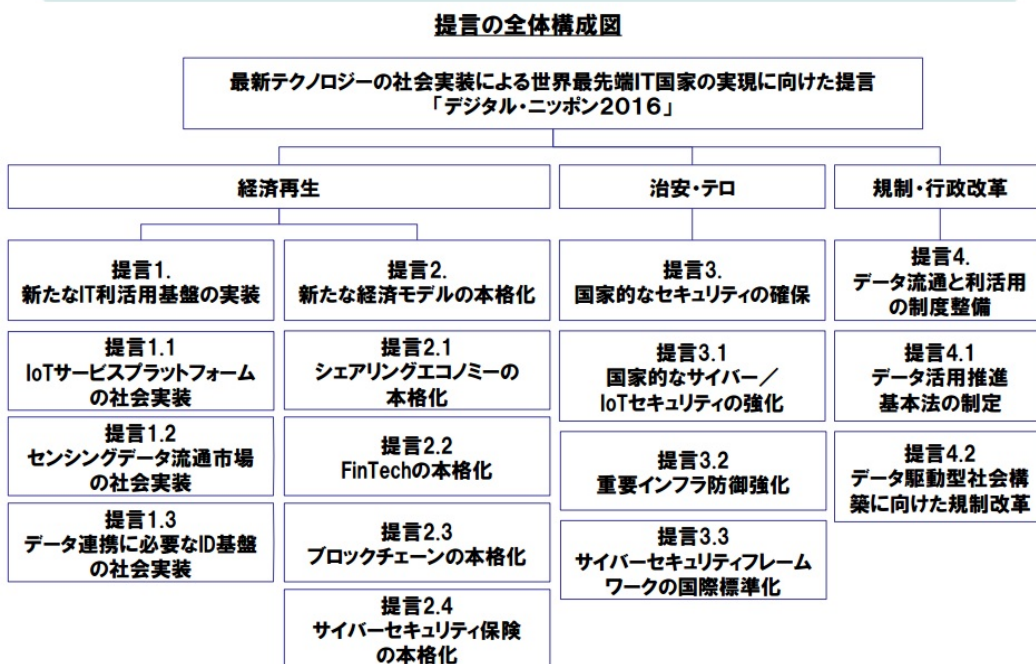 提言の全体構成図
最新テクノロジーの社会実装による世界最先端IT国家の実現に向けた提言
「デジタル・ニッポン2016」
経済再生
治安・テロ
規制・行政改革
提言1.
新たなIT利活用基盤の実装
提言2.
新たな経済モデルの本格化
提言3.
国家的なセキュリティの確保
提言4.
データ流通と利活用
の制度整備
提言1.1
IoTサービスプラットフォーム
の社会実装
提言2.1
シェアリングエコノミーの
本格化
提言3.1
国家的なサイバー／
IoTセキュリティの強化
提言4.1
データ活用推進
基本法の制定
提言1.2
センシングデータ流通市場
の社会実装
提言2.2
FinTechの本格化
提言3.2
重要インフラ防御強化
提言4.2
データ駆動型社会構
築に向けた規制改革
提言1.3
データ連携に必要なID基盤
の社会実装
提言2.3
ブロックチェーンの本格化
提言3.3
サイバーセキュリティフレーム
ワークの国際標準化
提言2.4
サイバーセキュリティ保険
の本格化